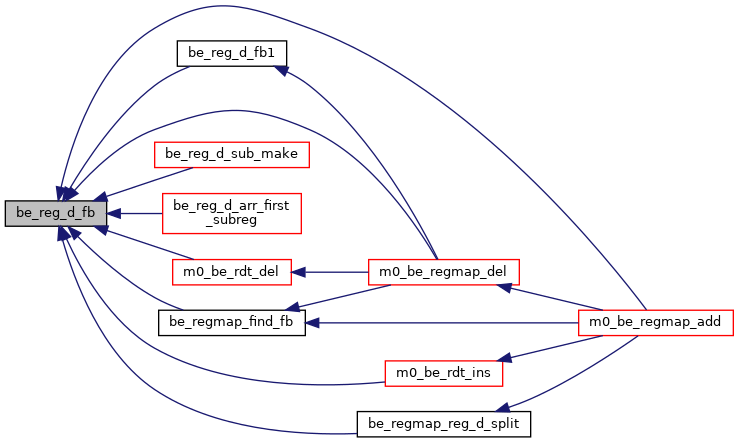 be_reg_d_fb1
be_reg_d_sub_make
be_reg_d_arr_first
_subreg
be_reg_d_fb
m0_be_rdt_del
m0_be_regmap_del
be_regmap_find_fb
m0_be_regmap_add
m0_be_rdt_ins
be_regmap_reg_d_split